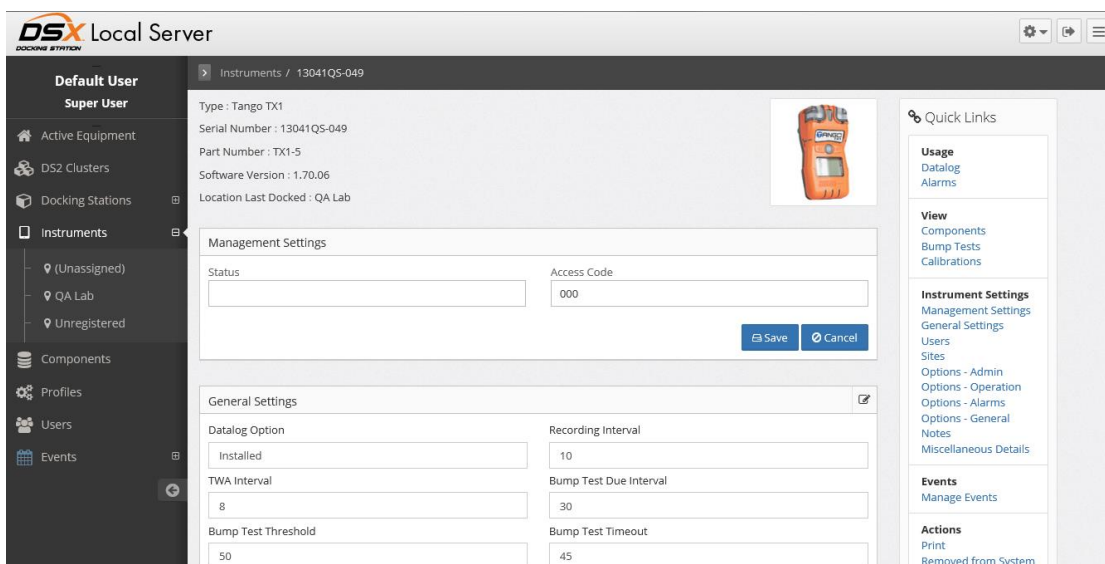 DSX Local Server
DOCKING STATION
Default User
Super User
Active Equipment
DS2 Clusters
Docking Stations
Instruments
(Unassigned)
QA Lab
Unregistered
Components
Profiles
Users
Events
Instruments / 13041QS-049
Type : Tango TX1
Serial Number : 13041QS-049
Part Number : TX1-5
Software Version : 1.70.06
Location Last Docked : QA Lab
Management Settings
Status
Access Code
000
Save
Cancel
General Settings
Datalog Option
Recording Interval
Installed
10
TWA Interval
Bump Test Due Interval
8
30
Bump Test Threshold
Bump Test Timeout
50
45
Quick Links
Usage
Datalog
Alarms
View
Components
Bump Tests
Calibrations
Instrument Settings
Management Settings
General Settings
Users
Sites
Options - Admin
Options - Operation
Options - Alarms
Options - General
Notes
Miscellaneous Details
Events
Manage Events
Actions
Print
Removed from System